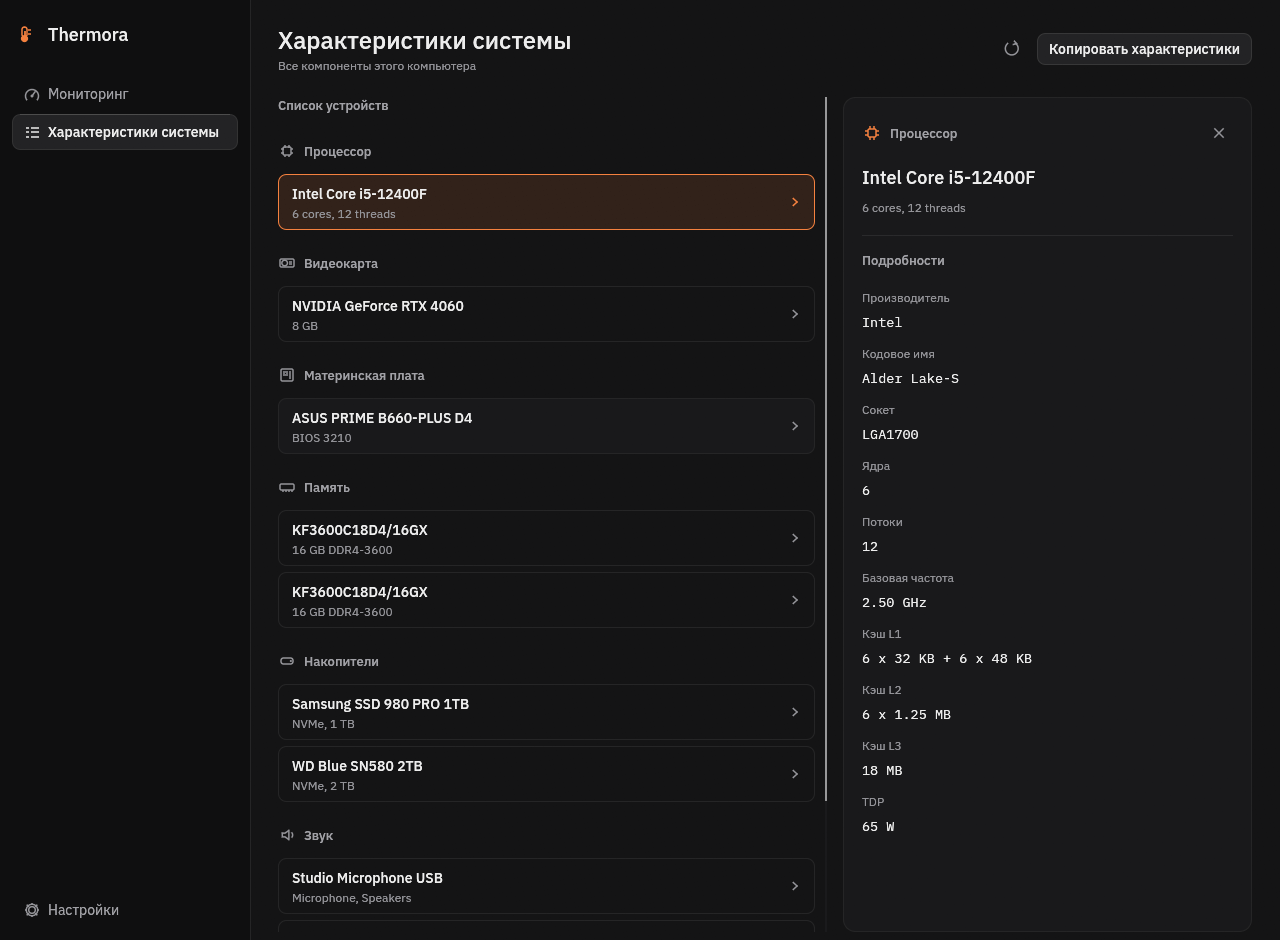 Thermora
Мониторинг
Характеристики системы
Настройки
Характеристики системы
Все компоненты этого компьютера
Копировать характеристики
Список устройств
Процессор
Intel Core i5-12400F
6 cores, 12 threads
Видеокарта
NVIDIA GeForce RTX 4060
8 GB
Материнская плата
ASUS PRIME B660-PLUS D4
BIOS 3210
Память
KF3600C18D4/16GX
16 GB DDR4-3600
KF3600C18D4/16GX
16 GB DDR4-3600
Накопители
Samsung SSD 980 PRO 1TB
NVMe, 1 TB
WD Blue SN580 2TB
NVMe, 2 TB
Звук
Studio Microphone USB
Microphone, Speakers
Процессор
Intel Core i5-12400F
6 cores, 12 threads
Подробности
Производитель
Intel
Кодовое имя
Alder Lake-S
Сокет
LGA1700
Ядра
6
Потоки
12
Базовая частота
2.50 GHz
Кэш L1
6 x 32 KB + 6 x 48 KB
Кэш L2
6 x 1.25 MB
Кэш L3
18 MB
TDP
65 W